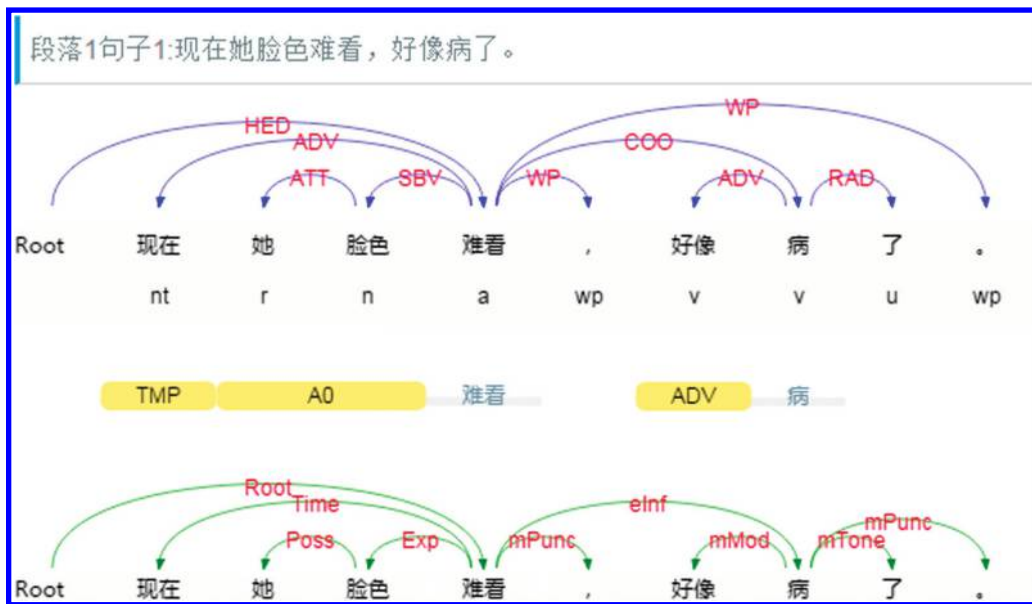 段落1句子1:现在她脸色难看，好像病了。
WP
HED
ADV COO
ATT SBV WP ADV RAD
Root 现在 她 脸色 难看 , 好像 病 了 。
nt r n a wp v v u wp
TMP A0 难看 ADV 病
Root
Time eInf
mPunc
Poss Exp mPunc mMod mTone
Root 现在 她 脸色 难看 , 好像 病 了 。